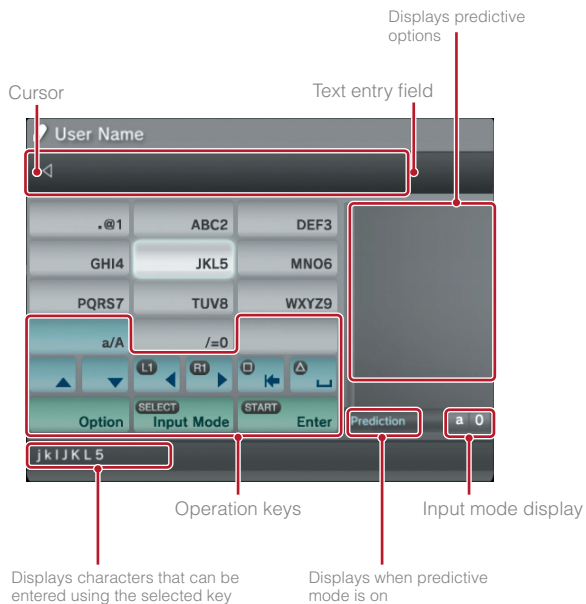 Displays predictive
options
Cursor
Text entry field
User Name
.@1 ABC2 DEF3
GHI4 JKL5 MNO6
PQRS7 TUV8 WXYZ9
a/A /=0
L1 R1
Option SELECT Input Mode START Enter Prediction a 0
jklJKL5
Operation keys
Input mode display
Displays characters that can be
entered using the selected key
Displays when predictive
mode is on